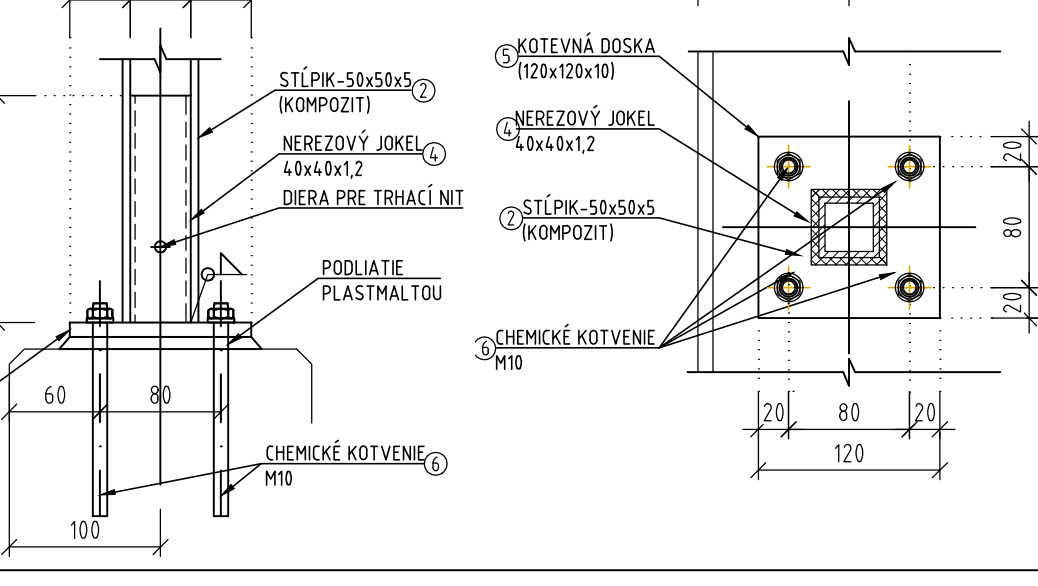 STĹPIK-50x50x5 2
(KOMPOZIT)
NEREZOVÝ JOKEL 4
40x40x1,2
DIERA PRE TRHACÍ NIT
PODLIATIE
PLASTMALTOU
60
80
CHEMICKÉ KOTVENIE 6
M10
100
5 KOTEVNÁ DOSKA
(120x120x10)
4 NEREZOVÝ JOKEL
40x40x1,2
2 STĹPIK-50x50x5
(KOMPOZIT)
6 CHEMICKÉ KOTVENIE
M10
20
80
20
20
80
20
120